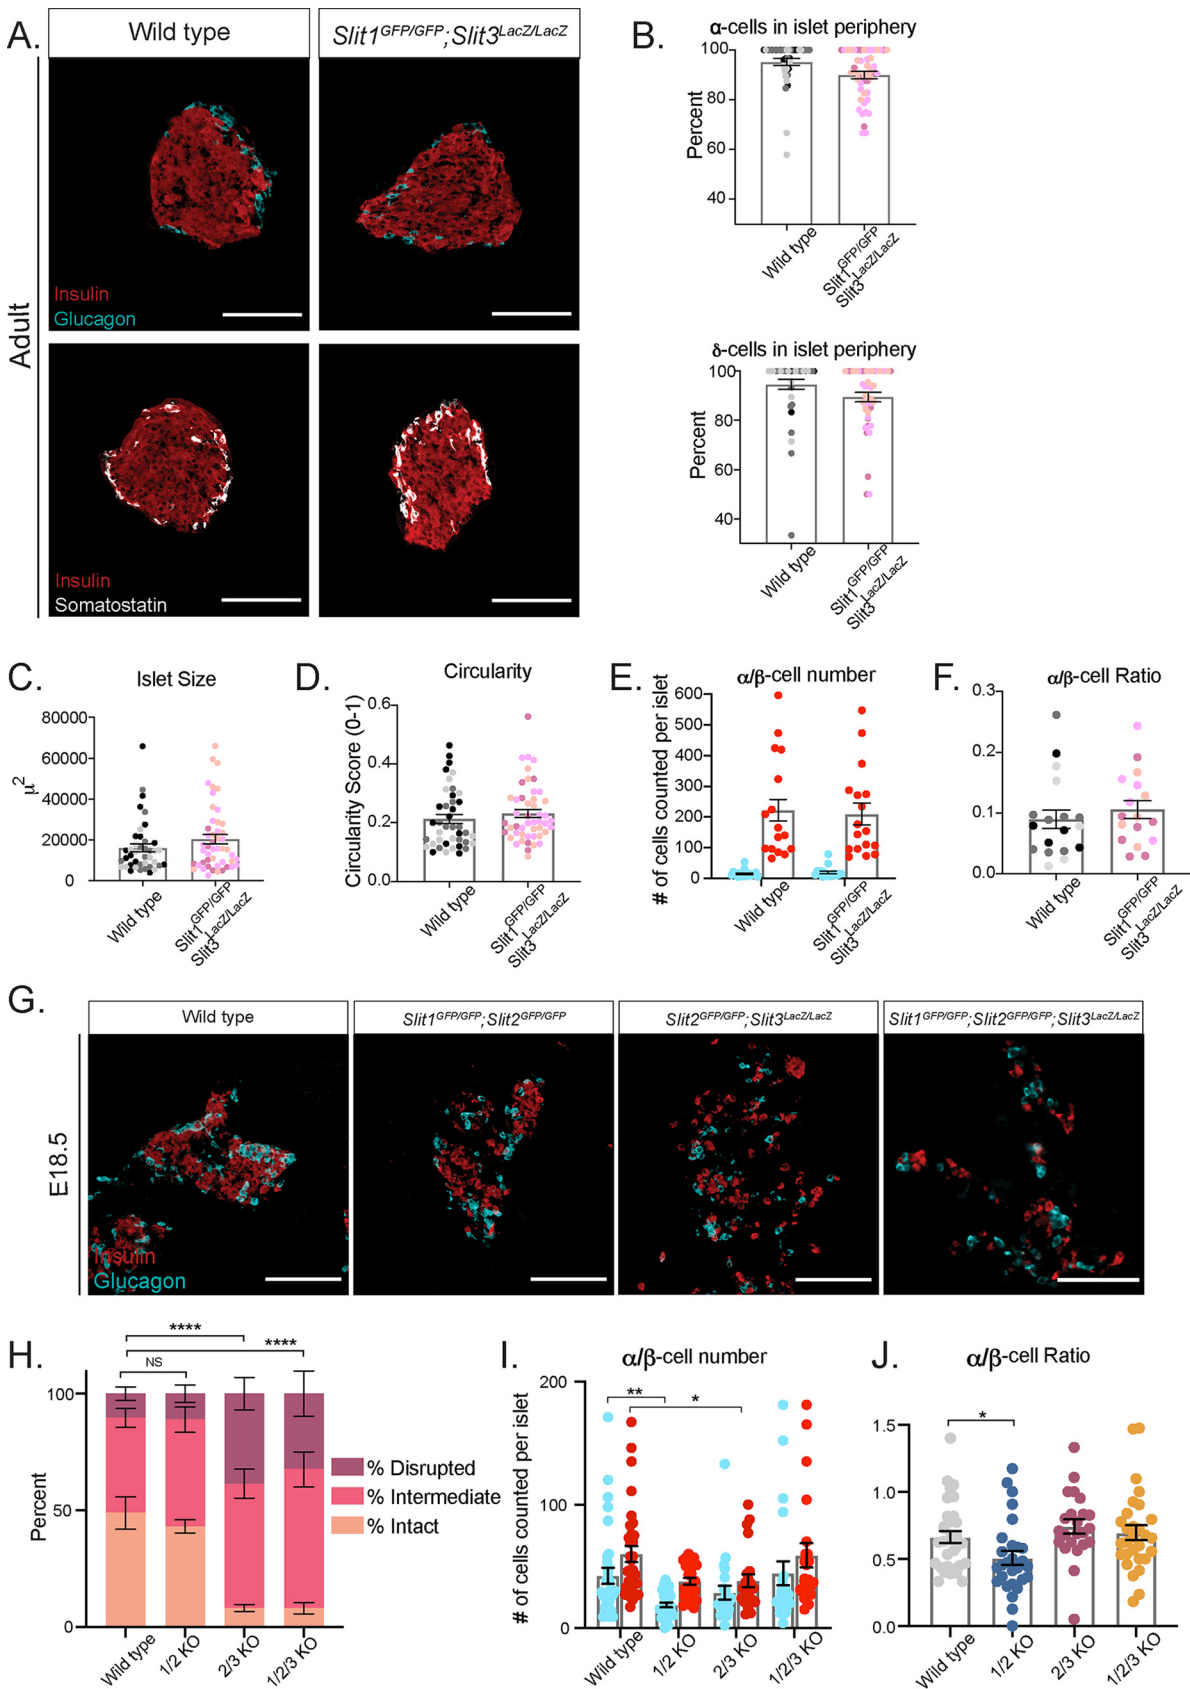 A.
Wild type
Slit1GFP/GFP;Slit3LacZ/LacZ
Adult
Insulin
Glucagon
Insulin
Somatostatin
B.
α-cells in islet periphery
Percent
100
80
60
40
Wild type
Slit1GFP/GFP
Slit3LacZ/LacZ
δ-cells in islet periphery
Percent
100
80
60
40
Wild type
Slit1GFP/GFP
Slit3LacZ/LacZ
C.
Islet Size
μ2
80000
60000
40000
20000
0
Wild type
Slit1GFP/GFP
Slit3LacZ/LacZ
D.
Circularity
Circularity Score (0-1)
0.6
0.4
0.2
0.0
Wild type
Slit1GFP/GFP
Slit3LacZ/LacZ
E.
α/β-cell number
# of cells counted per islet
600
500
400
300
200
100
0
Wild type
Slit1GFP/GFP
Slit3LacZ/LacZ
F.
α/β-cell Ratio
0.3
0.2
0.1
0.0
Wild type
Slit1GFP/GFP
Slit3LacZ/LacZ
G.
Wild type
Slit1GFP/GFP;Slit2GFP/GFP
Slit2GFP/GFP;Slit3LacZ/LacZ
Slit1GFP/GFP;Slit2GFP/GFP;Slit3LacZ/LacZ
E18.5
Insulin
Glucagon
H.
****
****
NS
Percent
100
50
0
Wild type
1/2 KO
2/3 KO
1/2/3 KO
% Disrupted
% Intermediate
% Intact
I.
α/β-cell number
# of cells counted per islet
200
100
0
**
*
Wild type
1/2 KO
2/3 KO
1/2/3 KO
J.
α/β-cell Ratio
1.5
1.0
0.5
0.0
*
Wild type
1/2 KO
2/3 KO
1/2/3 KO